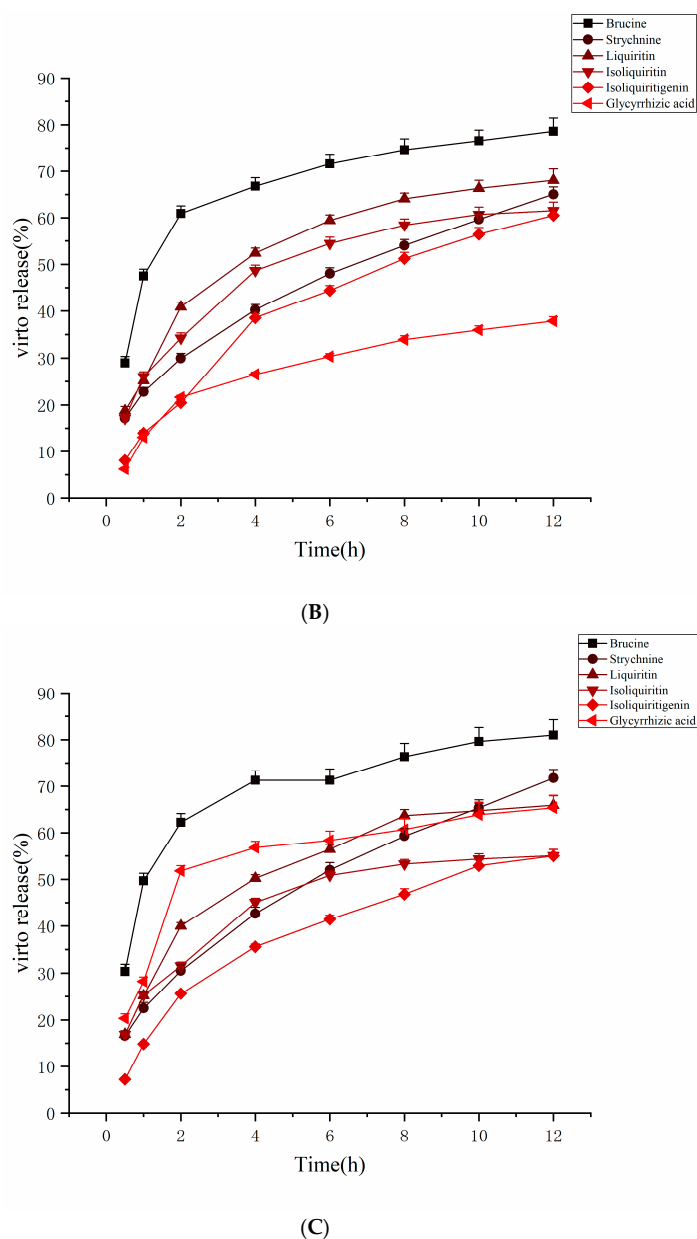 Brucine
Strychnine
Liquiritin
Isoliquiritin
Isoliquiritigenin
Glycyrrhizic acid
90
80
70
60
50
40
30
20
10
0
virto release(%)
0 2 4 6 8 10 12
Time(h)
(B)
Brucine
Strychnine
Liquiritin
Isoliquiritin
Isoliquiritigenin
Glycyrrhizic acid
90
80
70
60
50
40
30
20
10
0
virto release(%)
0 2 4 6 8 10 12
Time(h)
(C)